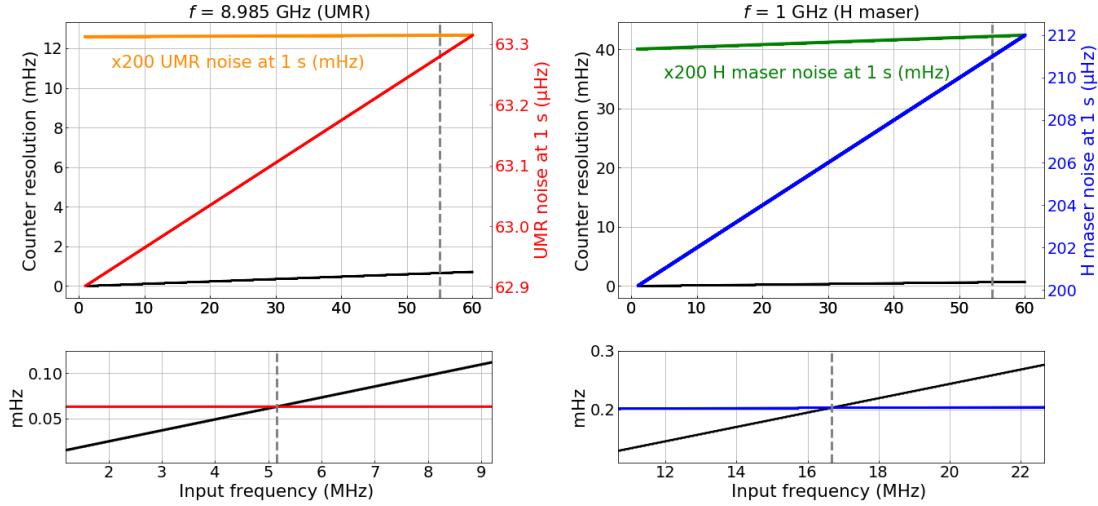 f = 8.985 GHz (UMR)
Counter resolution (mHz)
12
10
8
6
4
2
0
x200 UMR noise at 1 s (mHz)
63.3
63.2
63.1
63.0
62.9
UMR noise at 1 s (μHz)
0 10 20 30 40 50 60
f = 1 GHz (H maser)
Counter resolution (mHz)
40
30
20
10
0
x200 H maser noise at 1 s (mHz)
212
210
208
206
204
202
200
H maser noise at 1 s (μHz)
0 10 20 30 40 50 60
mHz
0.10
0.05
2 3 4 5 6 7 8 9
Input frequency (MHz)
mHz
0.3
0.2
12 14 16 18 20 22
Input frequency (MHz)